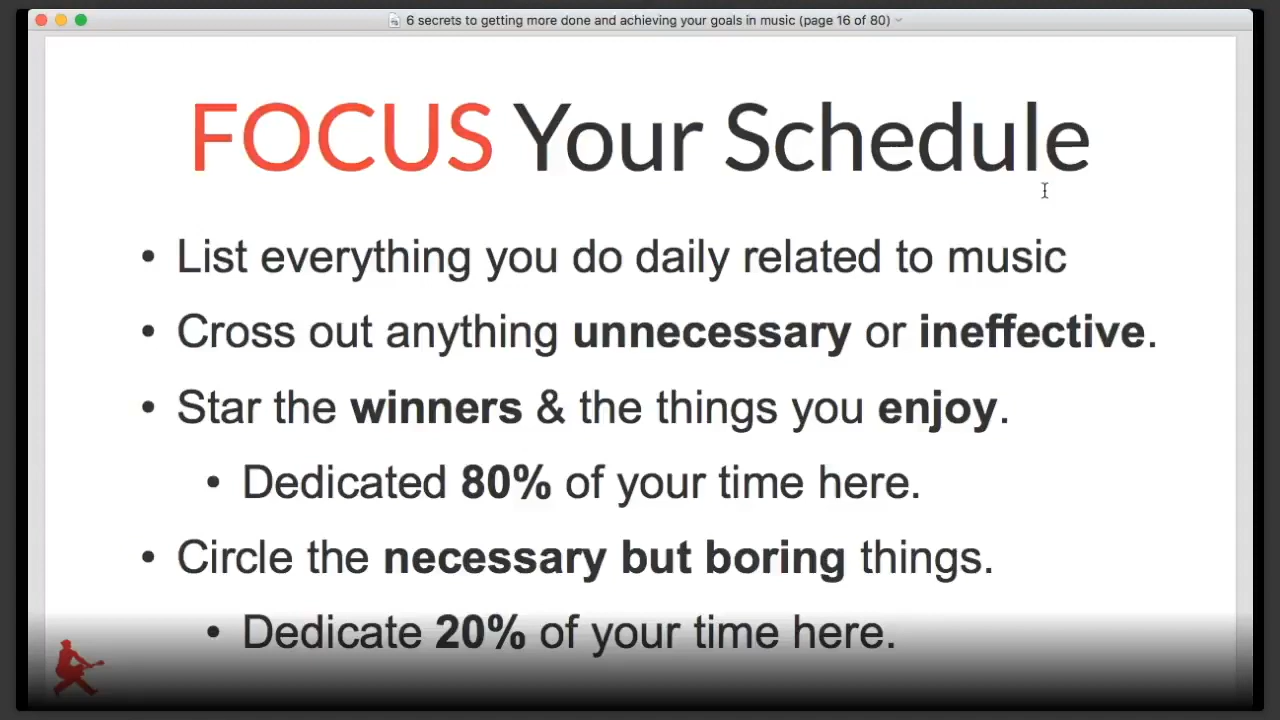 6 secrets to getting more done and achieving your goals in music (page 16 of 80)
FOCUS Your Schedule
• List everything you do daily related to music
• Cross out anything unnecessary or ineffective.
• Star the winners & the things you enjoy.
• Dedicated 80% of your time here.
• Circle the necessary but boring things.
• Dedicate 20% of your time here.